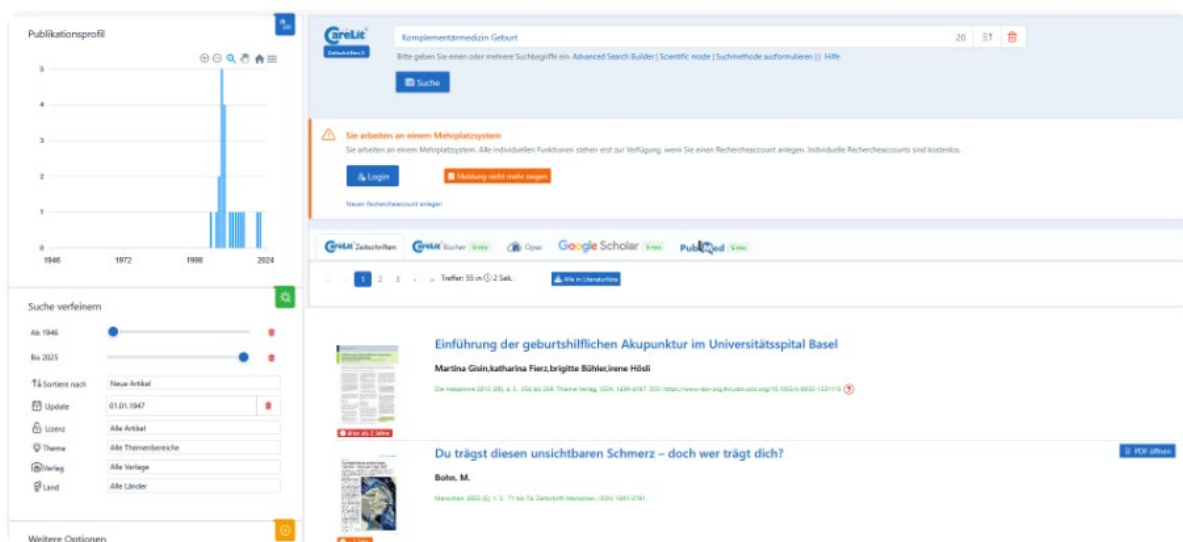 Publikationsprofil
5
4
3
2
1
0
1946
1972
1998
2024
Suche verfeinern
Ab 1946
Bis 2025
Sortiere nach
Neue Artikel
Update
01.01.1947
Lizenz
Alle Artikel
Thema
Alle Themenbereiche
Verlag
Alle Verlage
Land
Alle Länder
Weitere Optionen
CareLit
Zeitschriften
Komplementärmedizin Geburt
20
Bitte geben Sie einen oder mehrere Suchbegriffe ein. Advanced Search Builder | Scientific mode | Suchmethode ausformulieren || Hilfe
Suche
Sie arbeiten an einem Mehrplatzsystem
Sie arbeiten an einem Mehrplatzsystem. Alle individuellen Funktionen stehen erst zur Verfügung, wenn Sie einen Rechercheaccount anlegen. Individuelle Rechercheaccounts sind kostenlos.
Login
Meldung nicht mehr zeigen
Neuen Rechercheaccount anlegen
CareLit Zeitschriften
CareLit Bücher
Opac
Google Scholar
PubMed
1 2 3 Treffer: 55 in 2 Sek.
Alle in Literaturliste
Einführung der geburtshilflichen Akupunktur im Universitätsspital Basel
Martina Gisin,katharina Fierz,brigitte Bühler,irene Hösli
älter als 2 Jahre
Du trägst diesen unsichtbaren Schmerz – doch wer trägt dich?
PDF öffnen
Bohn, M.